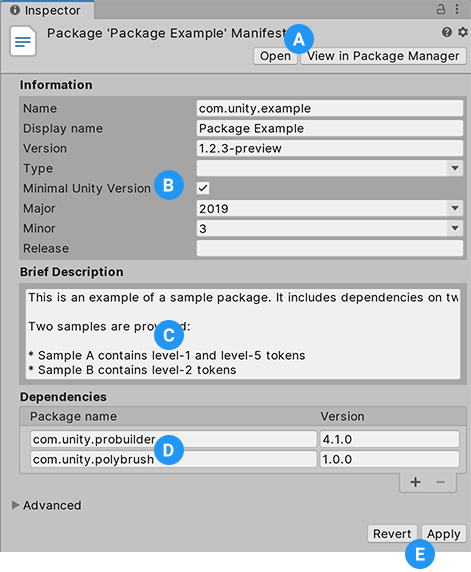 Inspector
Package 'Package Example' Manifest
A
Open View in Package Manager
Information
Name com.unity.example
Display name Package Example
Version 1.2.3-preview
Type
Minimal Unity Version B
Major 2019
Minor 3
Release
Brief Description
This is an example of a sample package. It includes dependencies on tw
Two samples are provided:
C
* Sample A contains level-1 and level-5 tokens
* Sample B contains level-2 tokens
Dependencies
Package name Version
com.unity.probuilder 4.1.0
D
com.unity.polybrush 1.0.0
+ −
Advanced
Revert Apply
E